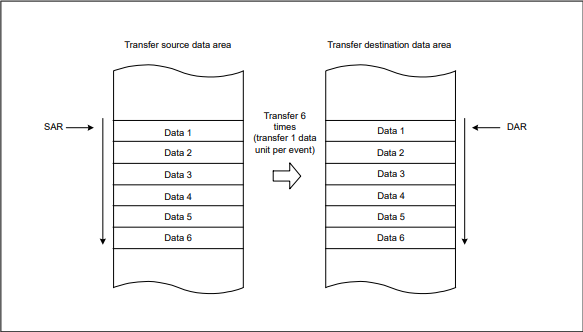 Transfer source data area
Transfer destination data area
Transfer 6
times
(transfer 1 data
unit per event)
SAR
DAR
Data 1
Data 2
Data 3
Data 4
Data 5
Data 6
Data 1
Data 2
Data 3
Data 4
Data 5
Data 6